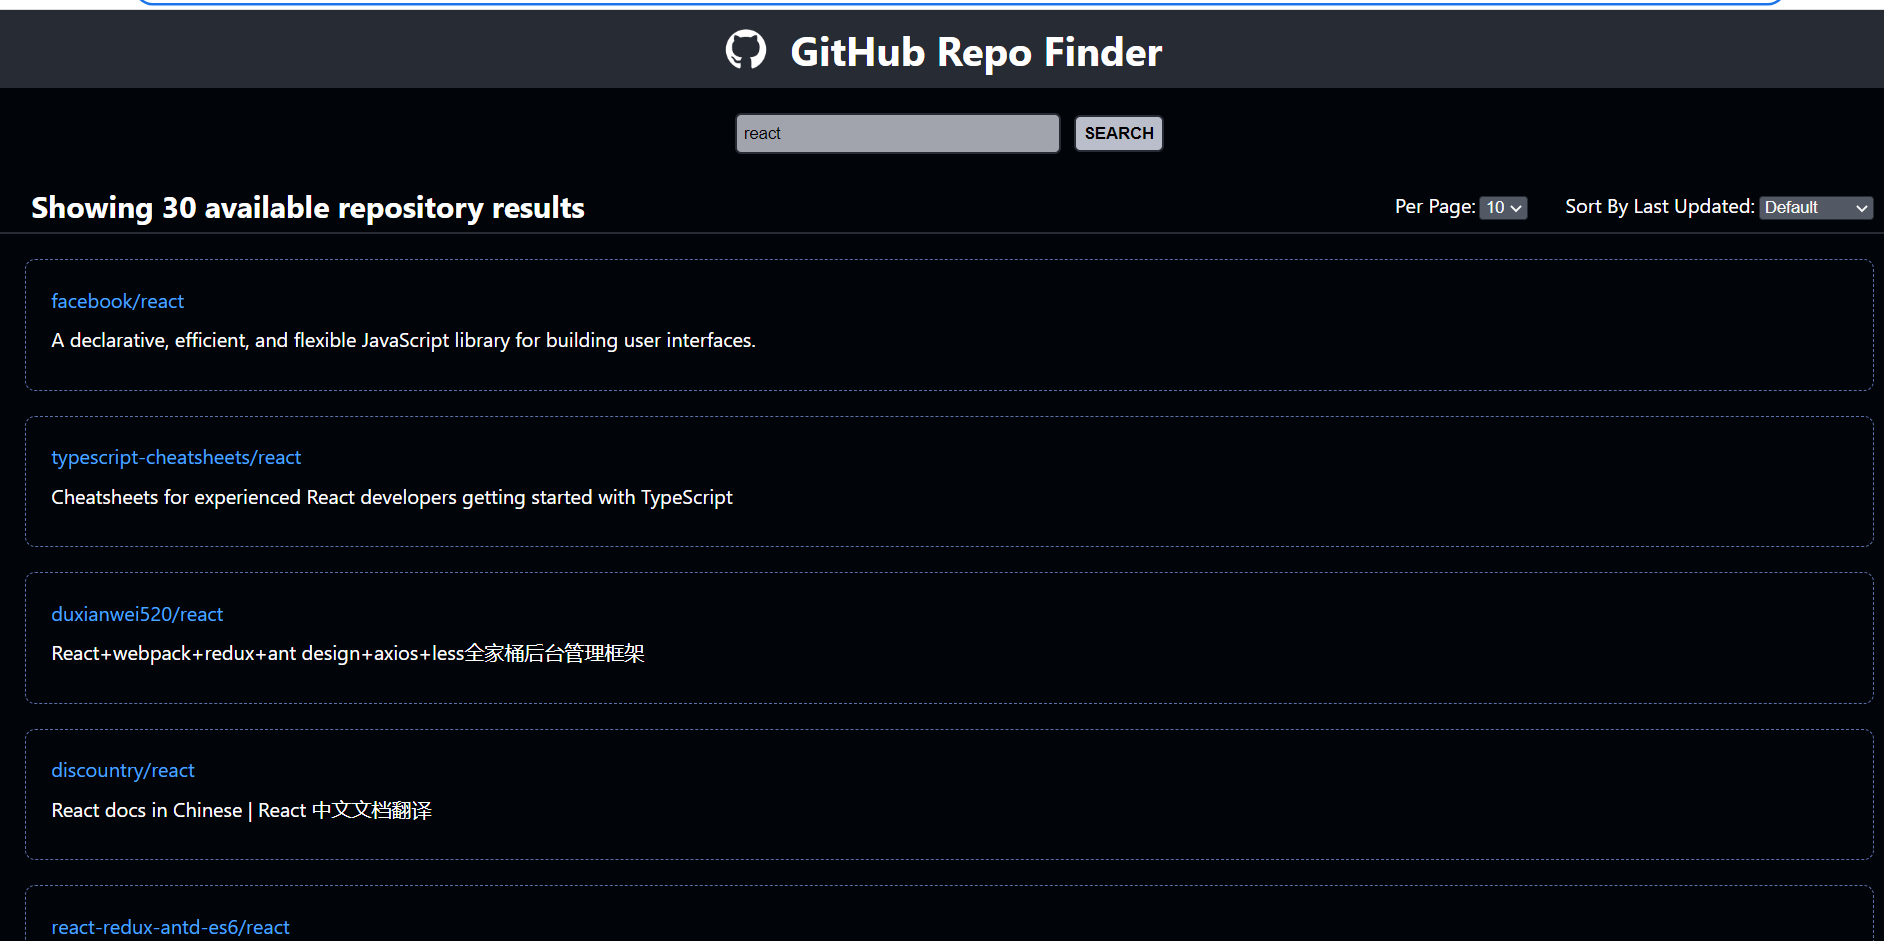 GitHub Repo Finder
react
SEARCH
Showing 30 available repository results
Per Page: 10
Sort By Last Updated: Default
facebook/react
A declarative, efficient, and flexible JavaScript library for building user interfaces.
typescript-cheatsheets/react
Cheatsheets for experienced React developers getting started with TypeScript
duxianwei520/react
React+webpack+redux+ant design+axios+less全家桶后台管理框架
discountry/react
React docs in Chinese | React 中文文档翻译
react-redux-antd-es6/react